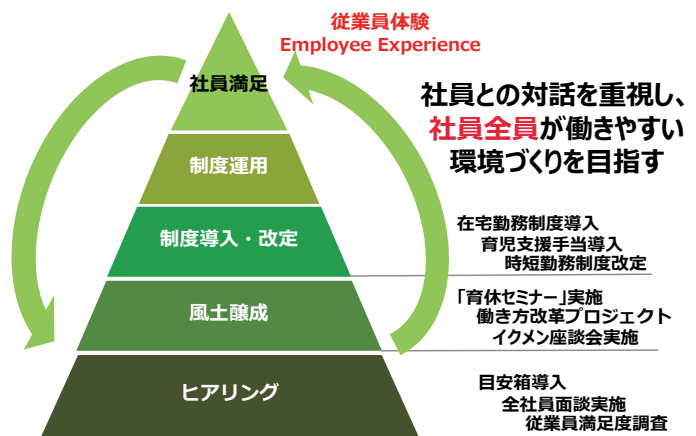 従業員体験
Employee Experience
社員満足
社員との対話を重視し、
社員全員が働きやすい
環境づくりを目指す
制度運用
制度導入・改定
在宅勤務制度導入
育児支援手当導入
時短勤務制度改定
風土醸成
「育休セミナー」実施
働き方改革プロジェクト
イクメン座談会実施
ヒアリング
目安箱導入
全社員面談実施
従業員満足度調査